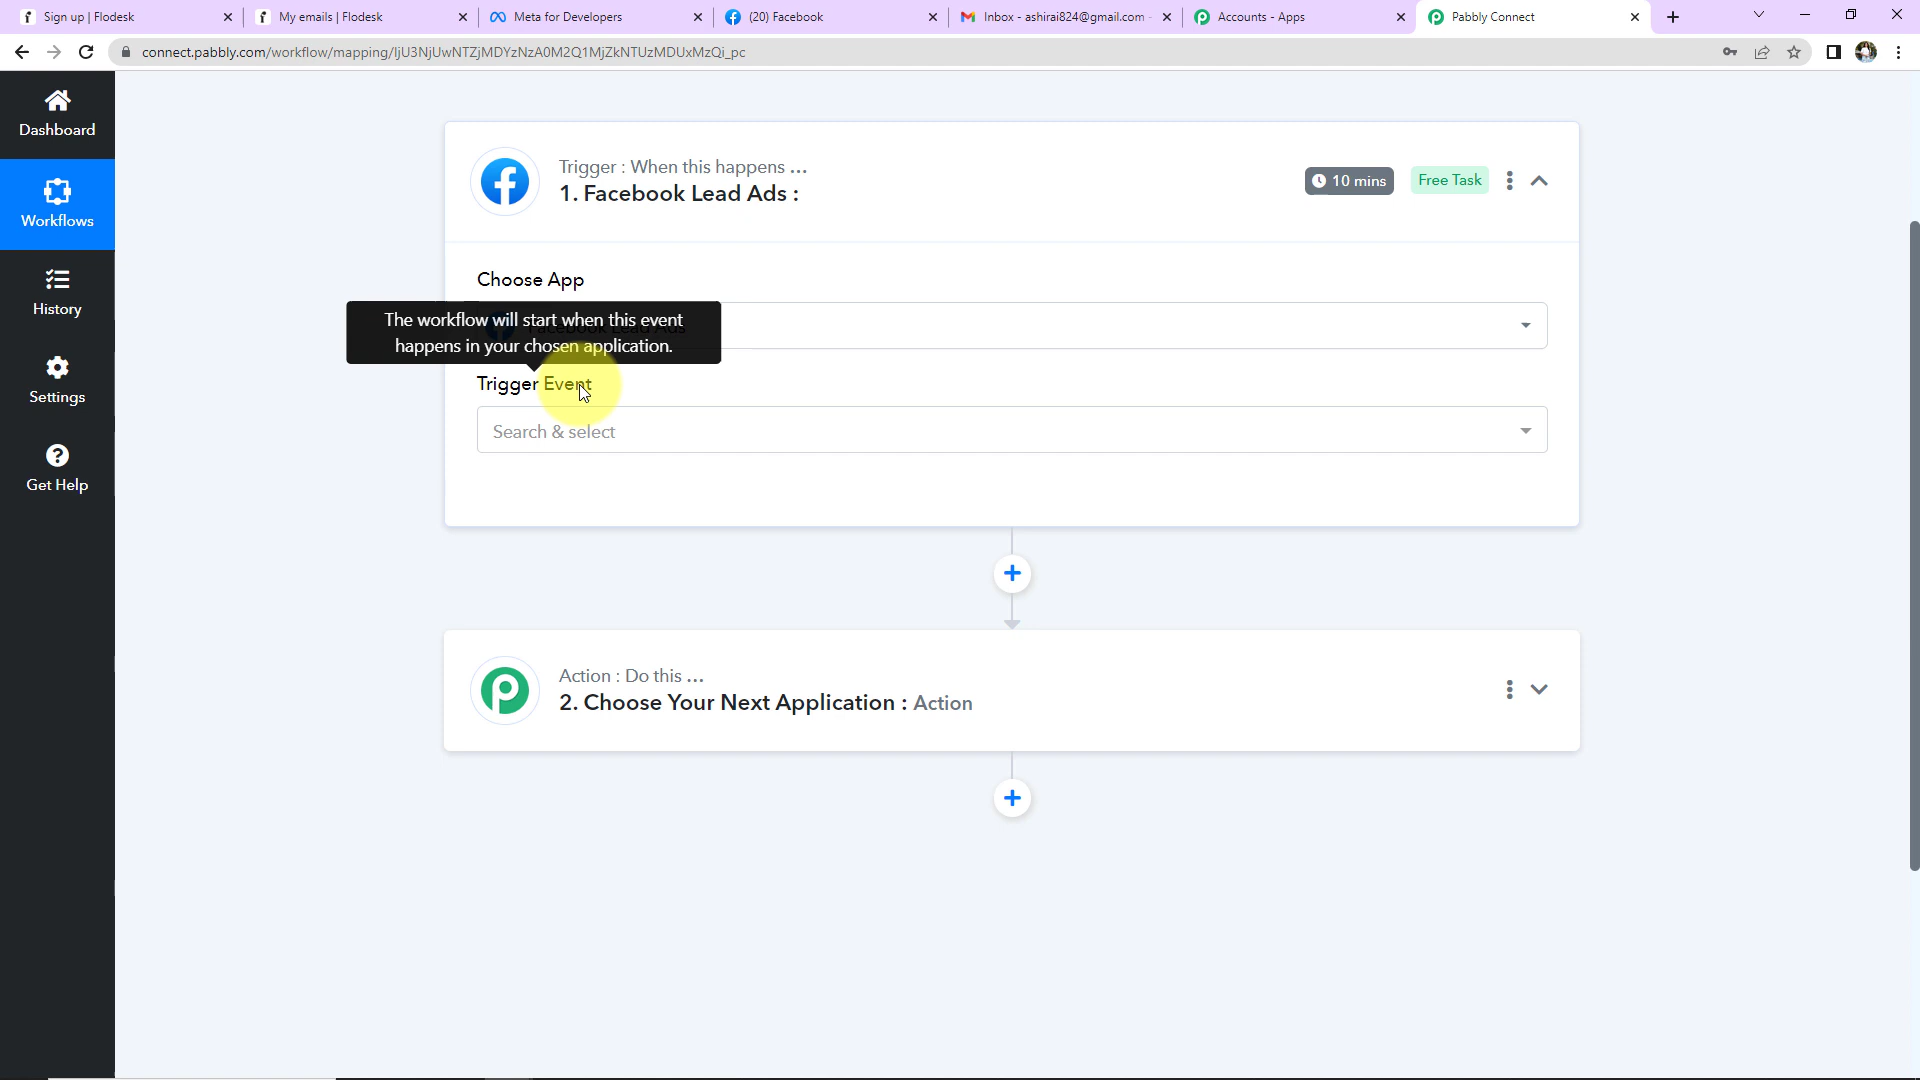 Sign up | Flodesk
My emails | Flodesk
Meta for Developers
(20) Facebook
Inbox - ashirai824@gmail.com -
Accounts - Apps
Pabbly Connect
connect.pabbly.com/workflow/mapping/IjU3NjUwNTZjMDYzNzA0M2Q1MjZkNTUzMDUxMzQi_pc
Dashboard
Workflows
History
Settings
Get Help
Trigger : When this happens ...
1. Facebook Lead Ads :
10 mins
Free Task
Choose App
Facebook Lead Ads
The workflow will start when this event
happens in your chosen application.
Trigger Event
Search & select
Action : Do this ...
2. Choose Your Next Application : Action